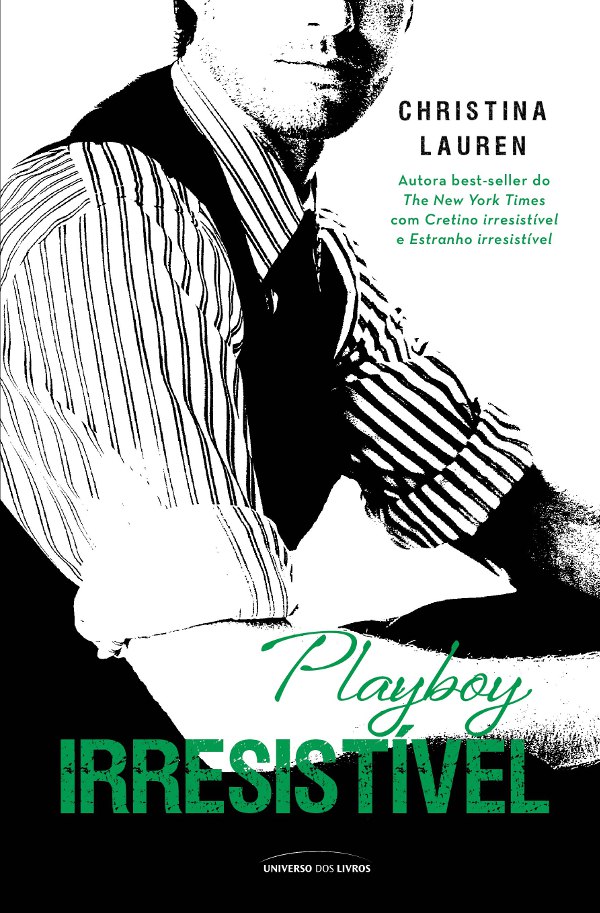 CHRISTINA
LAUREN
Autora best-seller do
The New York Times
com Cretino irresistível
e Estranho irresistível
Playboy
IRRESISTÍVEL
UNIVERSO DOS LIVROS